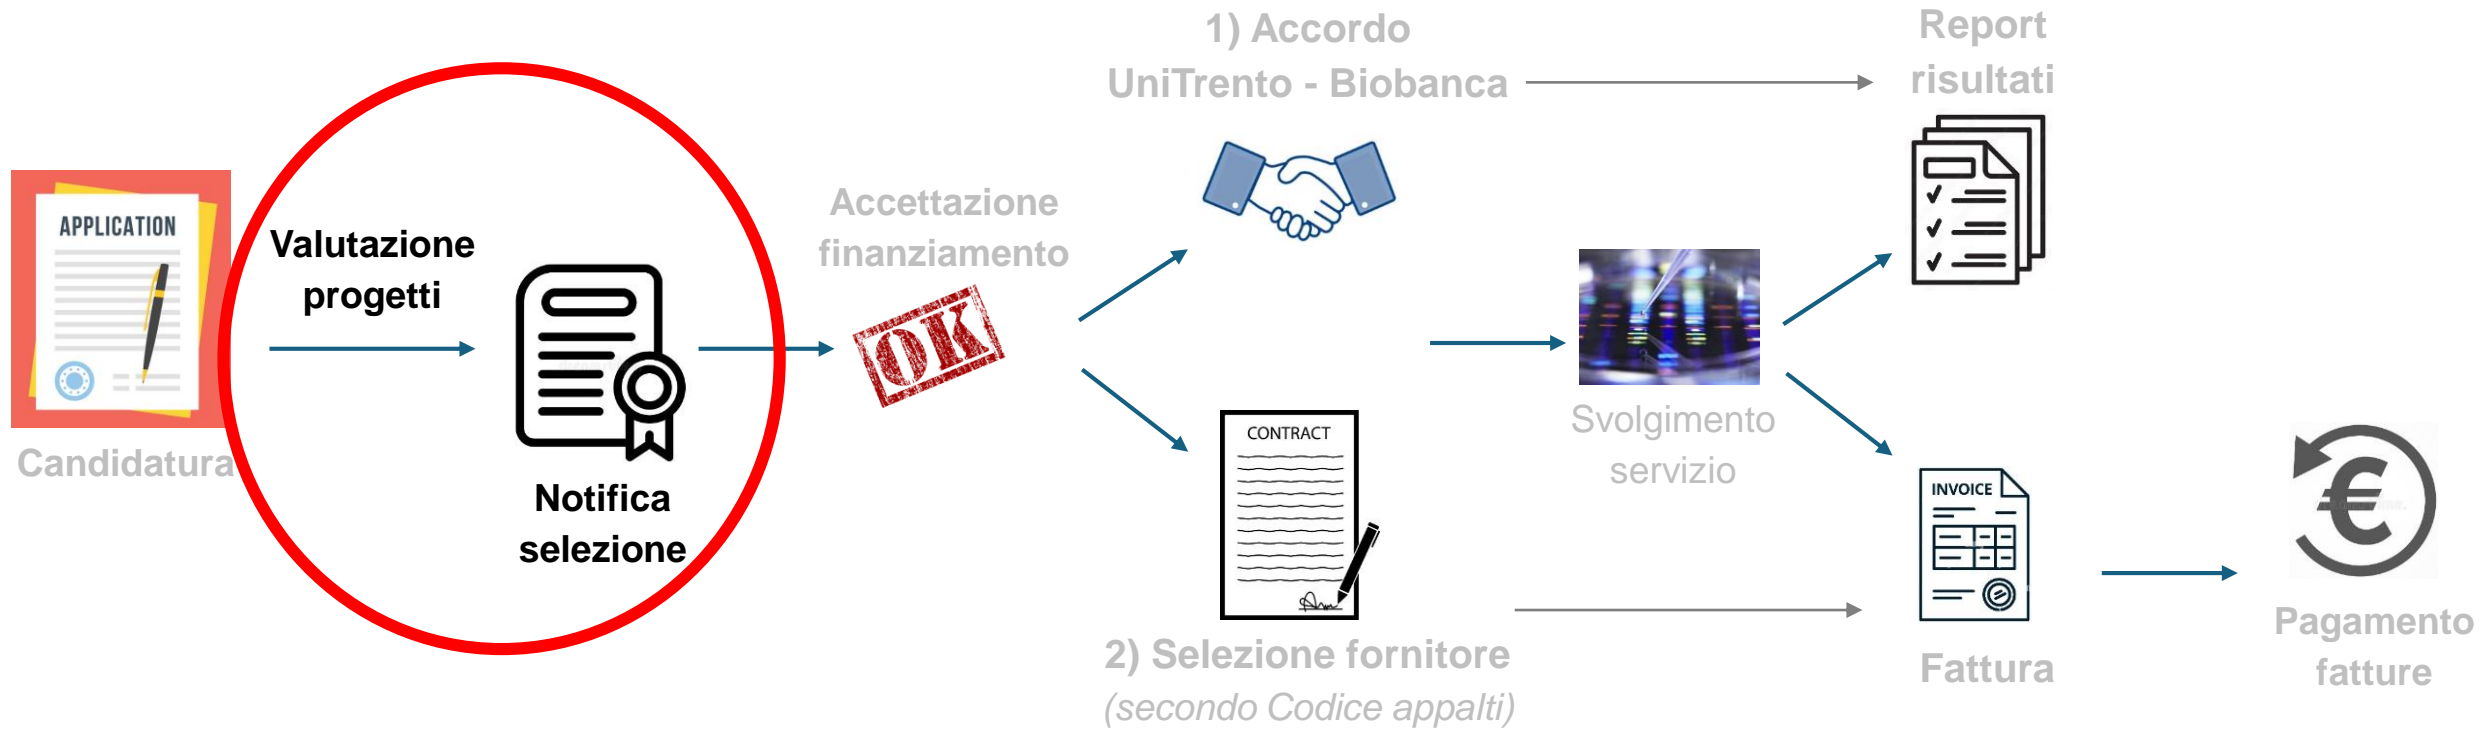 APPLICATION
Candidatura
Valutazione
progetti
Notifica
selezione
Accettazione
finanziamento
OK
1) Accordo
UniTrento - Biobanca
CONTRACT
2) Selezione fornitore
(secondo Codice appalti)
Svolgimento
servizio
Report
risultati
INVOICE
Fattura
€
Pagamento
fatture